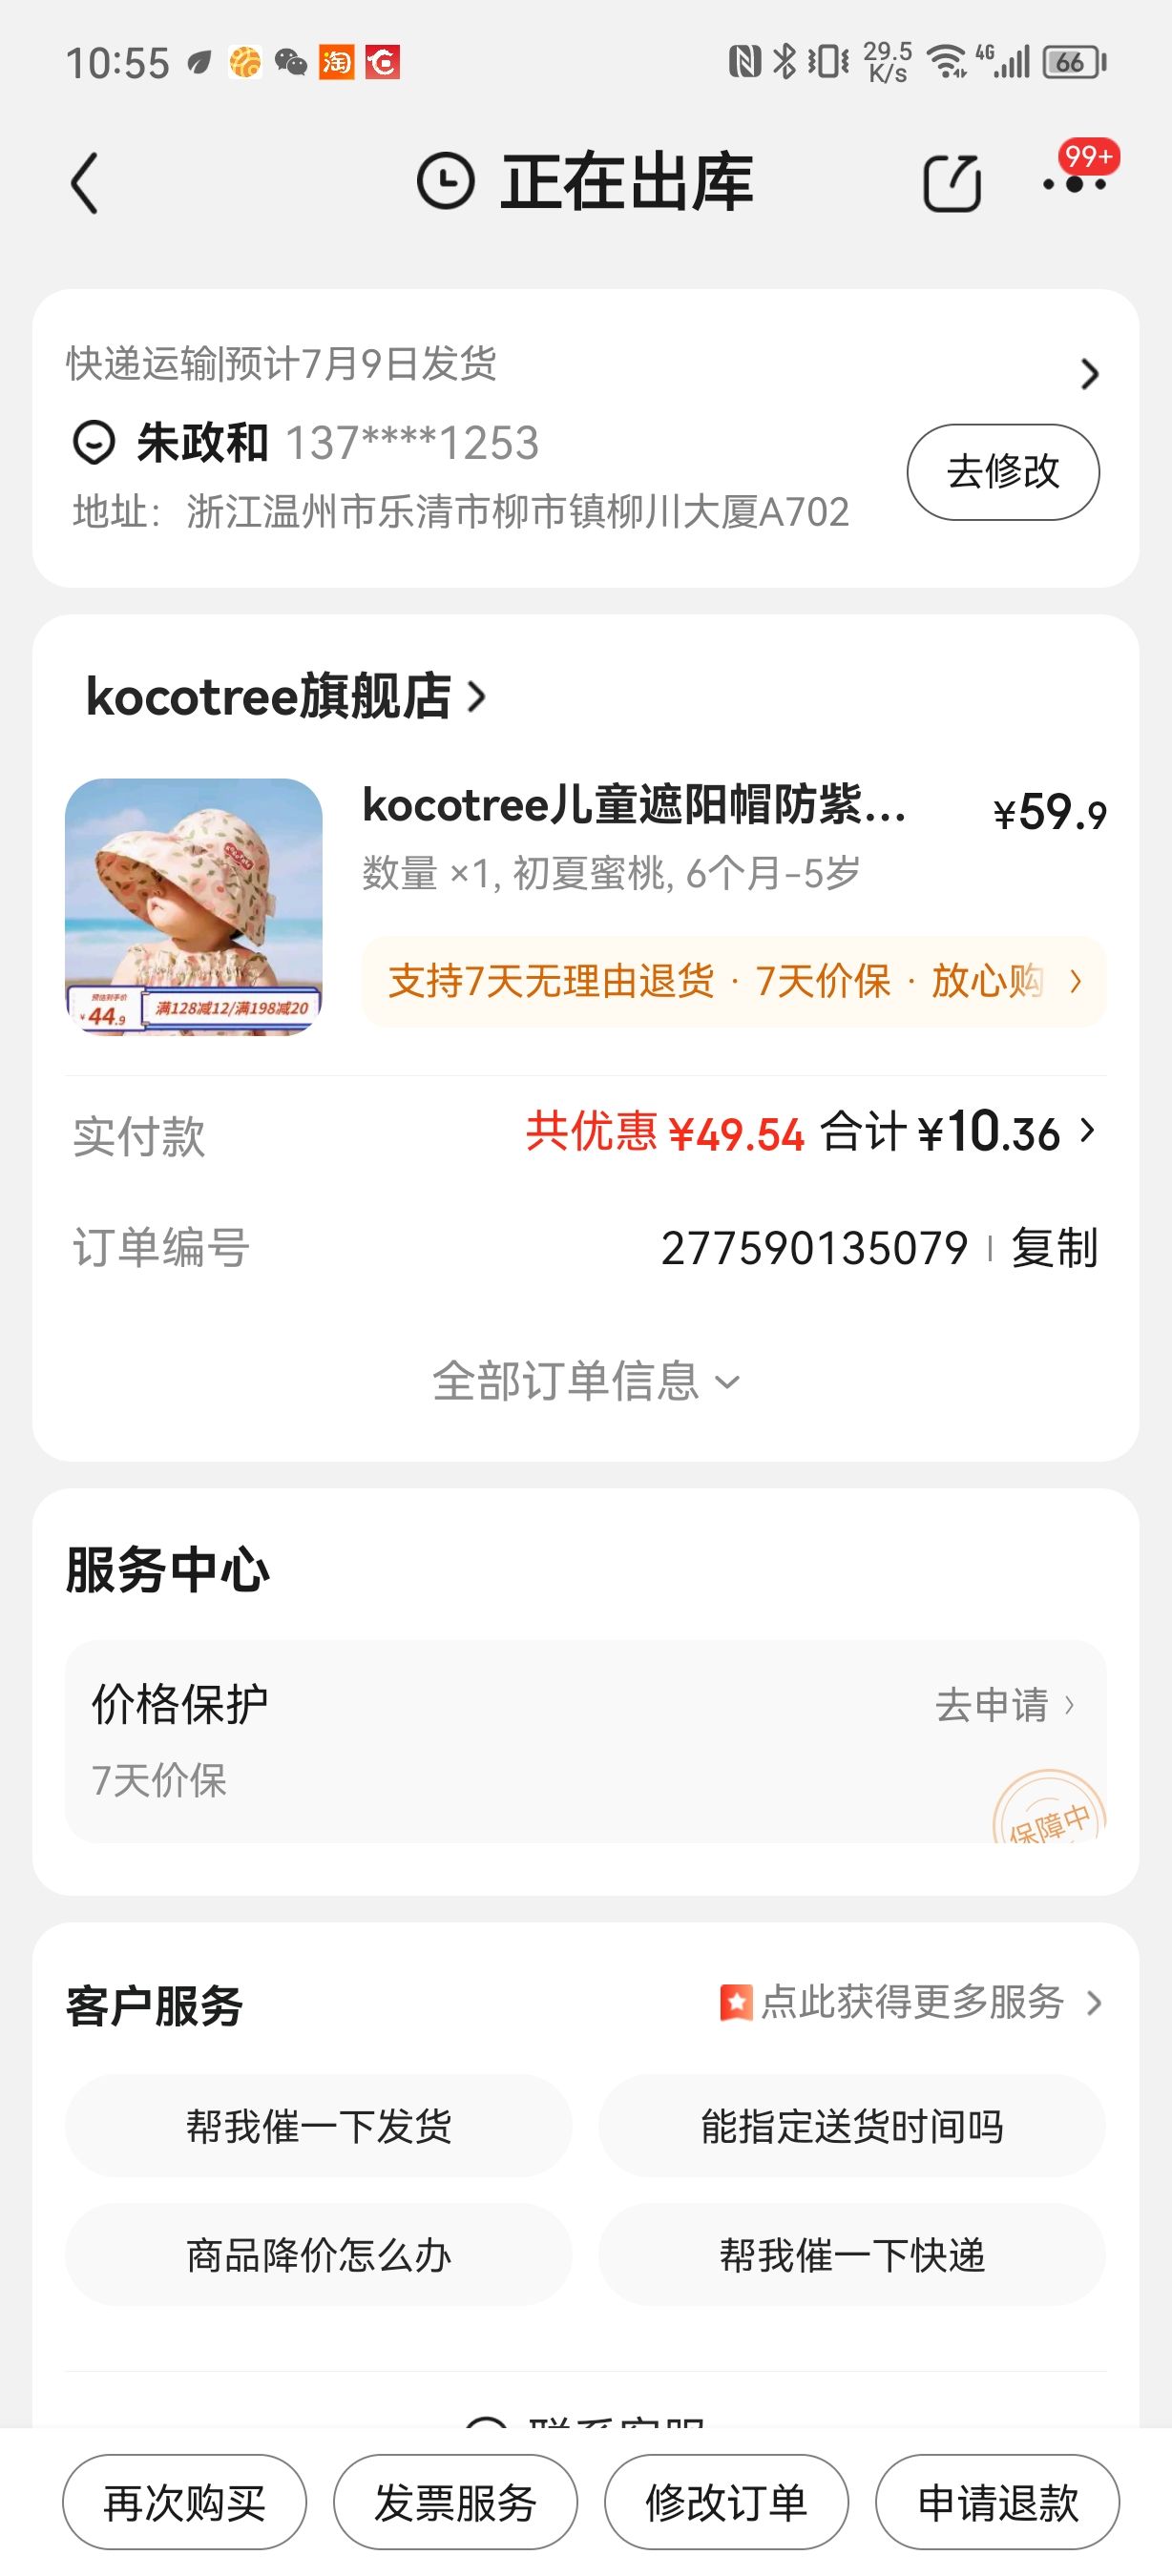 10:55
淘
29.5
K/s
4G
66
正在出库
99+
快递运输|预计7月9日发货
朱政和 137****1253
去修改
地址：浙江温州市乐清市柳市镇柳川大厦A702
kocotree旗舰店
kocotree儿童遮阳帽防紫...
¥59.9
数量 ×1, 初夏蜜桃, 6个月-5岁
支持7天无理由退货 · 7天价保 · 放心购
预估到手价
¥44.9
满128减12/满198减20
实付款
共优惠 ¥49.54 合计 ¥10.36
订单编号
277590135079 | 复制
全部订单信息
服务中心
价格保护
去申请
7天价保
保障中
客户服务
点此获得更多服务
帮我催一下发货
能指定送货时间吗
商品降价怎么办
帮我催一下快递
联系客服
再次购买
发票服务
修改订单
申请退款